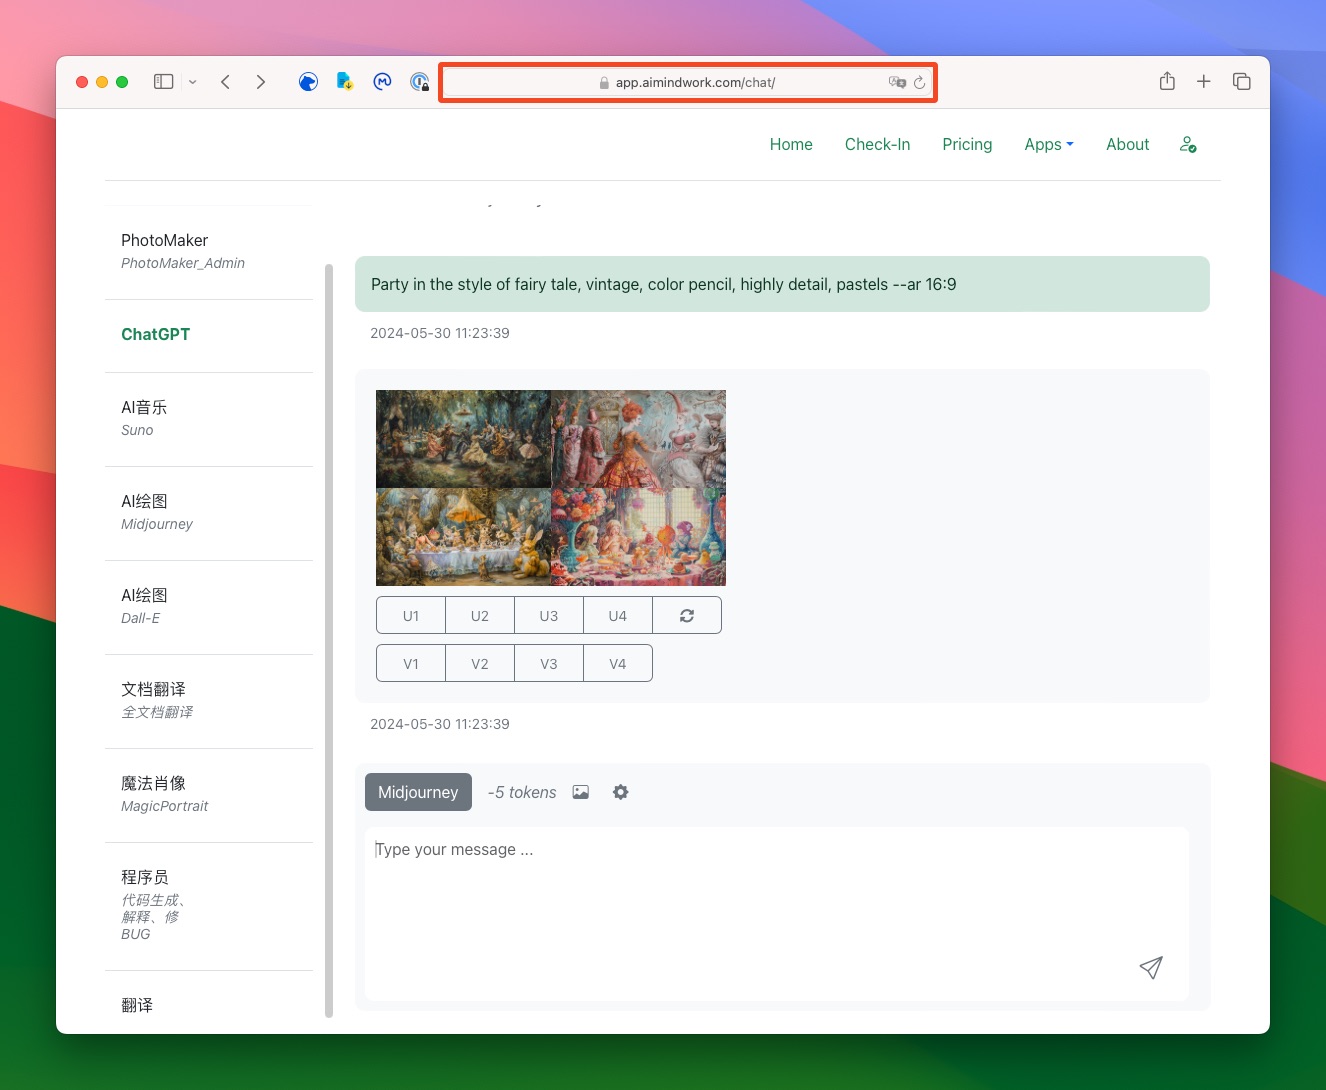 app.aimindwork.com/chat/
Home
Check-In
Pricing
Apps
About
PhotoMaker
PhotoMaker_Admin
ChatGPT
AI音乐
Suno
AI绘图
Midjourney
AI绘图
Dall-E
文档翻译
全文档翻译
魔法肖像
MagicPortrait
程序员
代码生成、
解释、修
BUG
翻译
Party in the style of fairy tale, vintage, color pencil, highly detail, pastels --ar 16:9
2024-05-30 11:23:39
U1
U2
U3
U4
V1
V2
V3
V4
2024-05-30 11:23:39
Midjourney
-5 tokens
Type your message ...